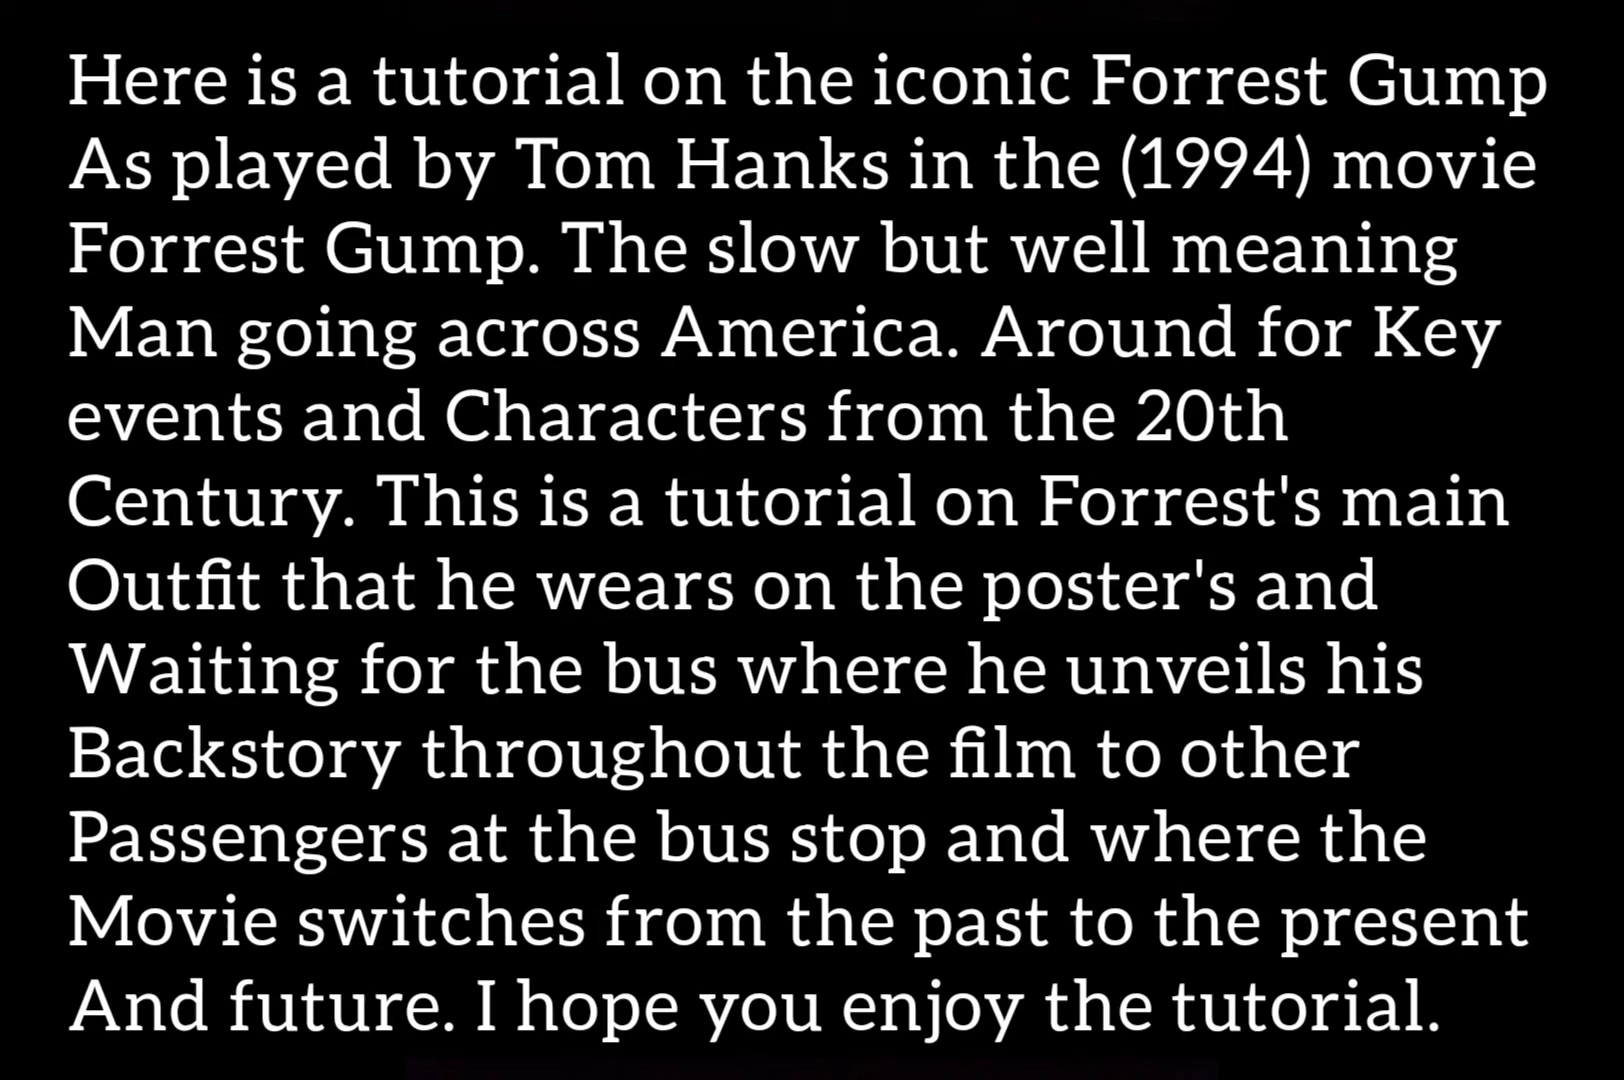 Here is a tutorial on the iconic Forrest Gump
As played by Tom Hanks in the (1994) movie
Forrest Gump. The slow but well meaning
Man going across America. Around for Key
events and Characters from the 20th
Century. This is a tutorial on Forrest's main
Outfit that he wears on the poster's and
Waiting for the bus where he unveils his
Backstory throughout the film to other
Passengers at the bus stop and where the
Movie switches from the past to the present
And future. I hope you enjoy the tutorial.